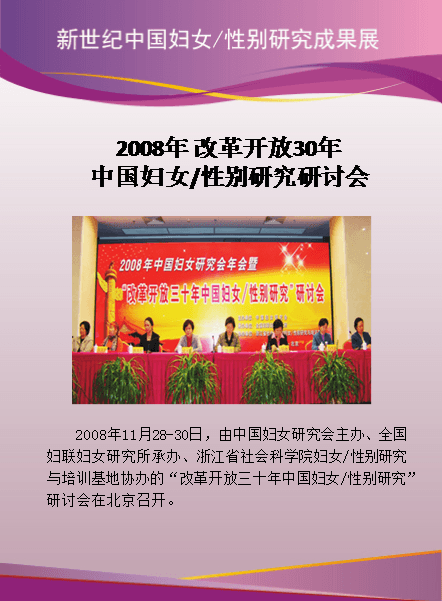 新世纪中国妇女/性别研究成果展
2008年 改革开放30年
中国妇女/性别研究研讨会
2008年中国妇女研究会年会暨
“改革开放三十年中国妇女/性别研究”研讨会
2008年11月28-30日，由中国妇女研究会主办、全国
妇联妇女研究所承办、浙江省社会科学院妇女/性别研究
与培训基地协办的“改革开放三十年中国妇女/性别研究”
研讨会在北京召开。